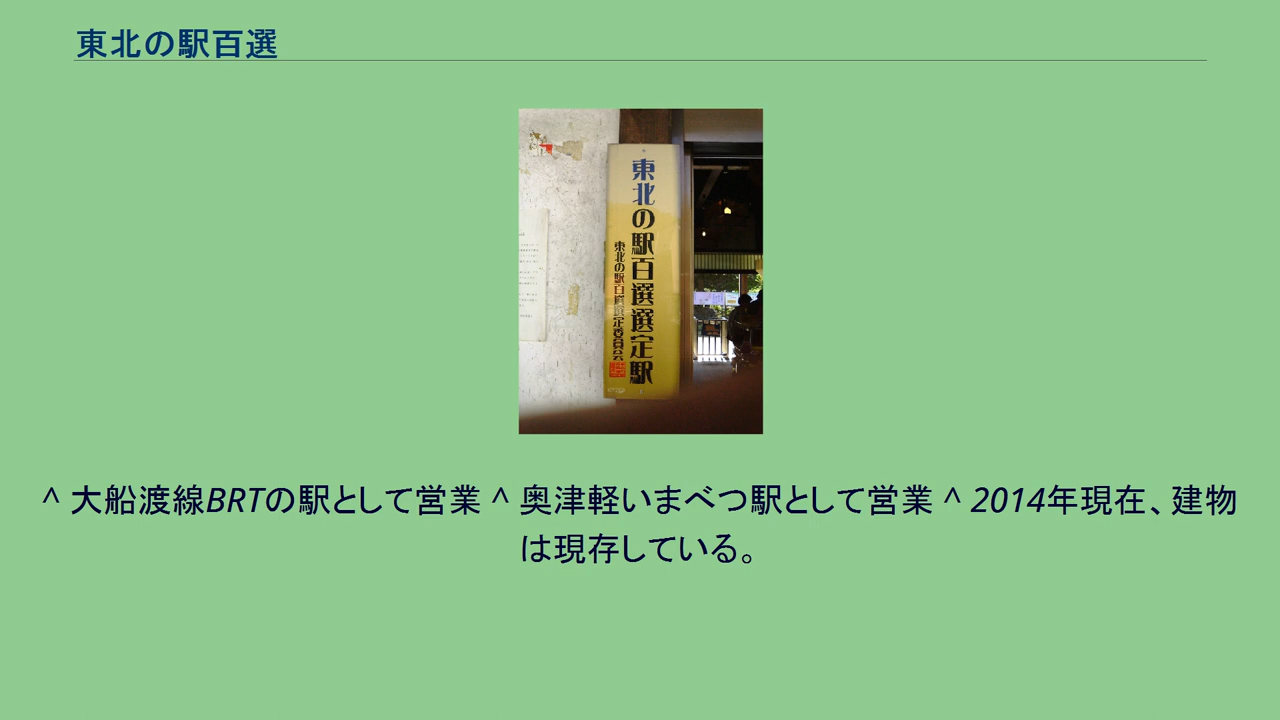 東北の駅百選
東北の駅百選選定駅
東北の駅百選選定委員会
^ 大船渡線BRTの駅として営業 ^ 奥津軽いまべつ駅として営業 ^ 2014年現在、建物
は現存している。